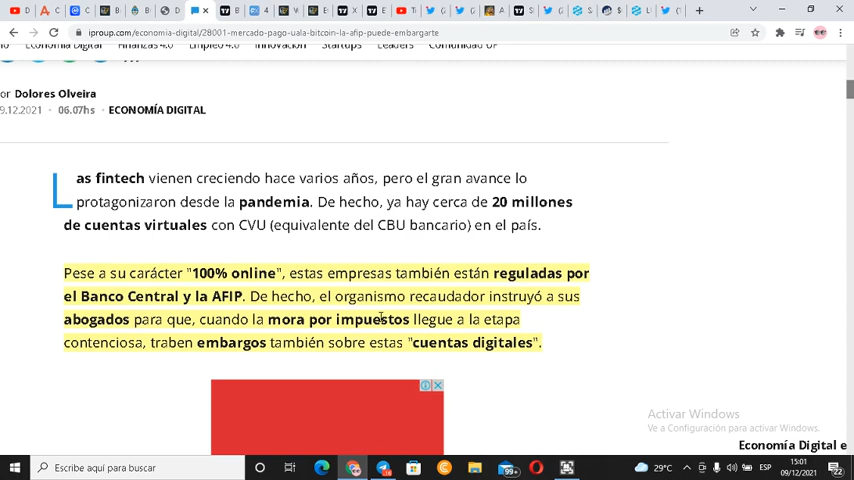 iproup.com/economia-digital/28001-mercado-pago-uala-bitcoin-la-afip-puede-embargarte
Economía Digital Finanzas 4.0 Empleo 4.0 Innovación Startups Leaders Comunidad UP
or Dolores Olveira
9.12.2021 · 06.07hs · ECONOMÍA DIGITAL
Las fintech vienen creciendo hace varios años, pero el gran avance lo
protagonizaron desde la pandemia. De hecho, ya hay cerca de 20 millones
de cuentas virtuales con CVU (equivalente del CBU bancario) en el país.
Pese a su carácter "100% online", estas empresas también están reguladas por
el Banco Central y la AFIP. De hecho, el organismo recaudador instruyó a sus
abogados para que, cuando la mora por impuestos llegue a la etapa
contenciosa, traben embargos también sobre estas "cuentas digitales".
Activar Windows
Ve a Configuración para activar Windows.
Economía Digital e
Escribe aquí para buscar
99+
29°C
ESP
15:01
09/12/2021
22